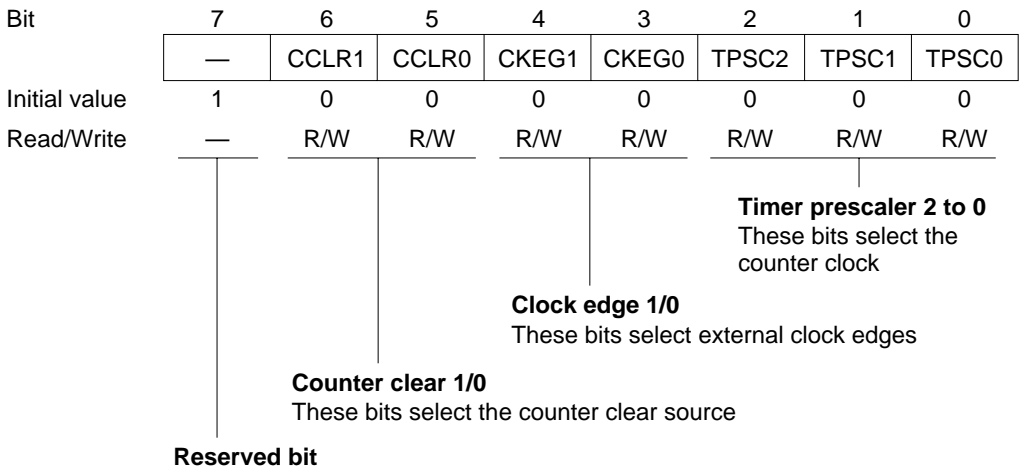 Bit 7 6 5 4 3 2 1 0
— CCLR1 CCLR0 CKEG1 CKEG0 TPSC2 TPSC1 TPSC0
Initial value 1 0 0 0 0 0 0 0
Read/Write — R/W R/W R/W R/W R/W R/W R/W
Timer prescaler 2 to 0
These bits select the
counter clock
Clock edge 1/0
These bits select external clock edges
Counter clear 1/0
These bits select the counter clear source
Reserved bit